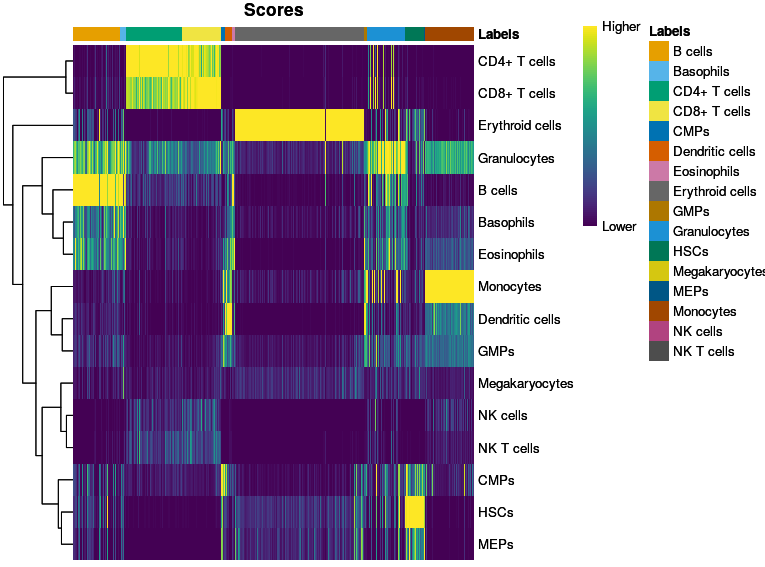 Scores
Labels
CD4+ T cells
CD8+ T cells
Erythroid cells
Granulocytes
B cells
Basophils
Eosinophils
Monocytes
Dendritic cells
GMPs
Megakaryocytes
NK cells
NK T cells
CMPs
HSCs
MEPs
Higher
Lower
Labels
B cells
Basophils
CD4+ T cells
CD8+ T cells
CMPs
Dendritic cells
Eosinophils
Erythroid cells
GMPs
Granulocytes
HSCs
Megakaryocytes
MEPs
Monocytes
NK cells
NK T cells